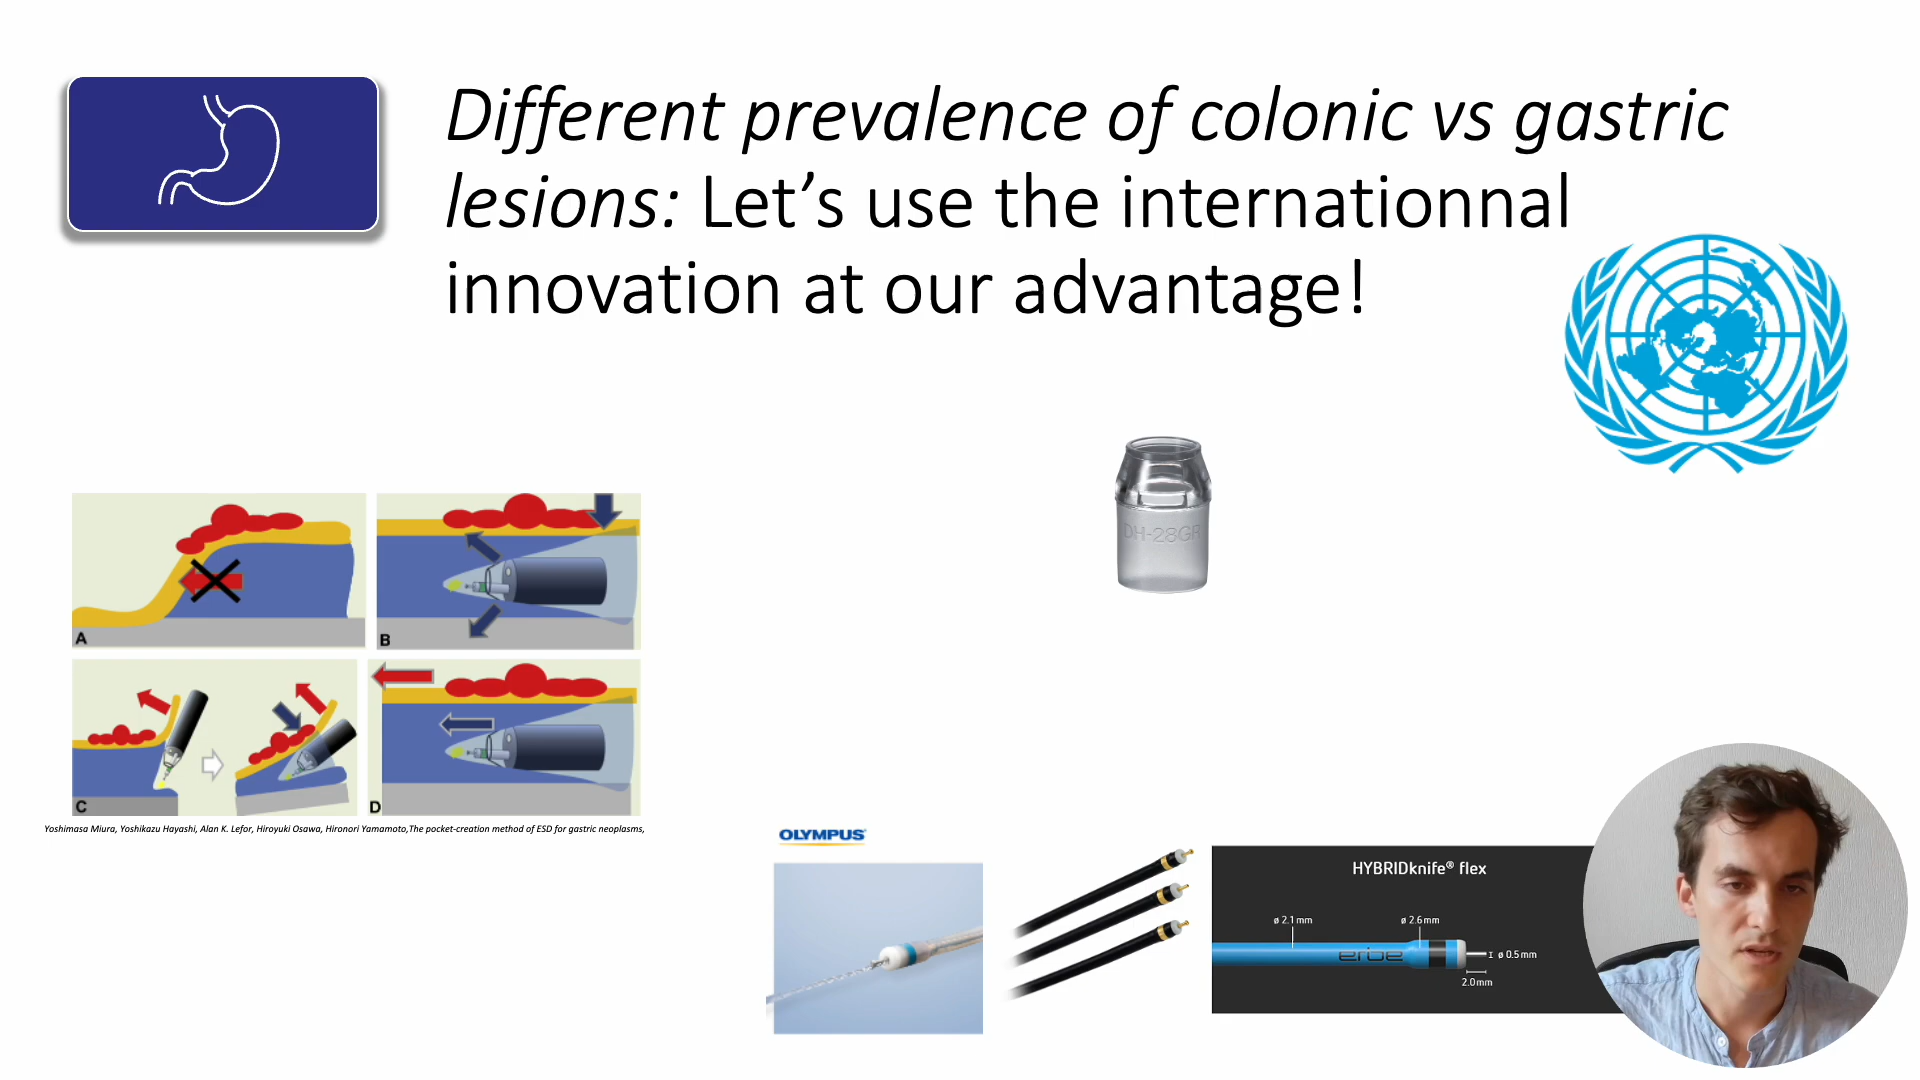 Different prevalence of colonic vs gastric
lesions: Let’s use the internationnal
innovation at our advantage!
DH-28GR
A
B
C
D
Yoshimasa Miura, Yoshikazu Hayashi, Alan K. Lefor, Hiroyuki Osawa, Hironori Yamamoto,The pocket-creation method of ESD for gastric neoplasms,
OLYMPUS
HYBRIDknife® flex
ø 2.1 mm
ø 2.6 mm
erbe
ø 0.5 mm
2.0 mm